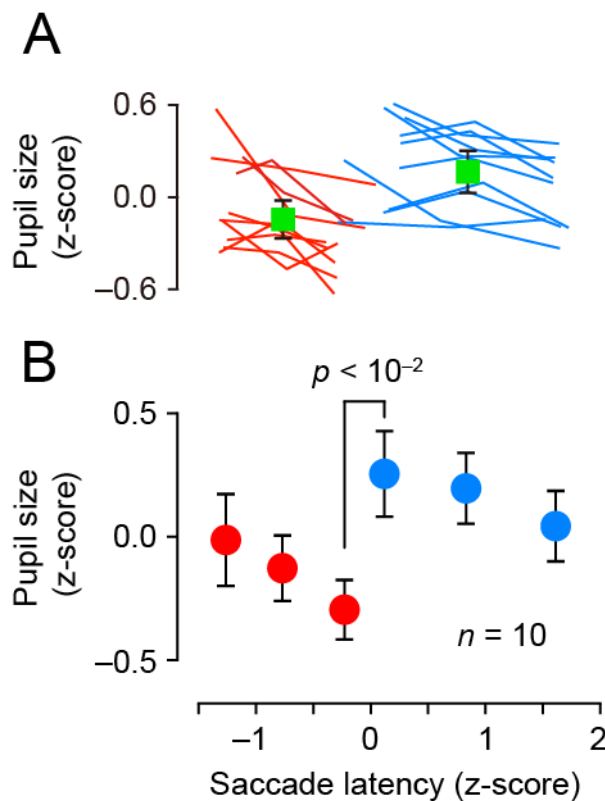 A
Pupil size
(z-score)
0.6
0.0
–0.6
B
p < 10–2
Pupil size
(z-score)
0.5
0.0
–0.5
n = 10
–1 0 1 2
Saccade latency (z-score)